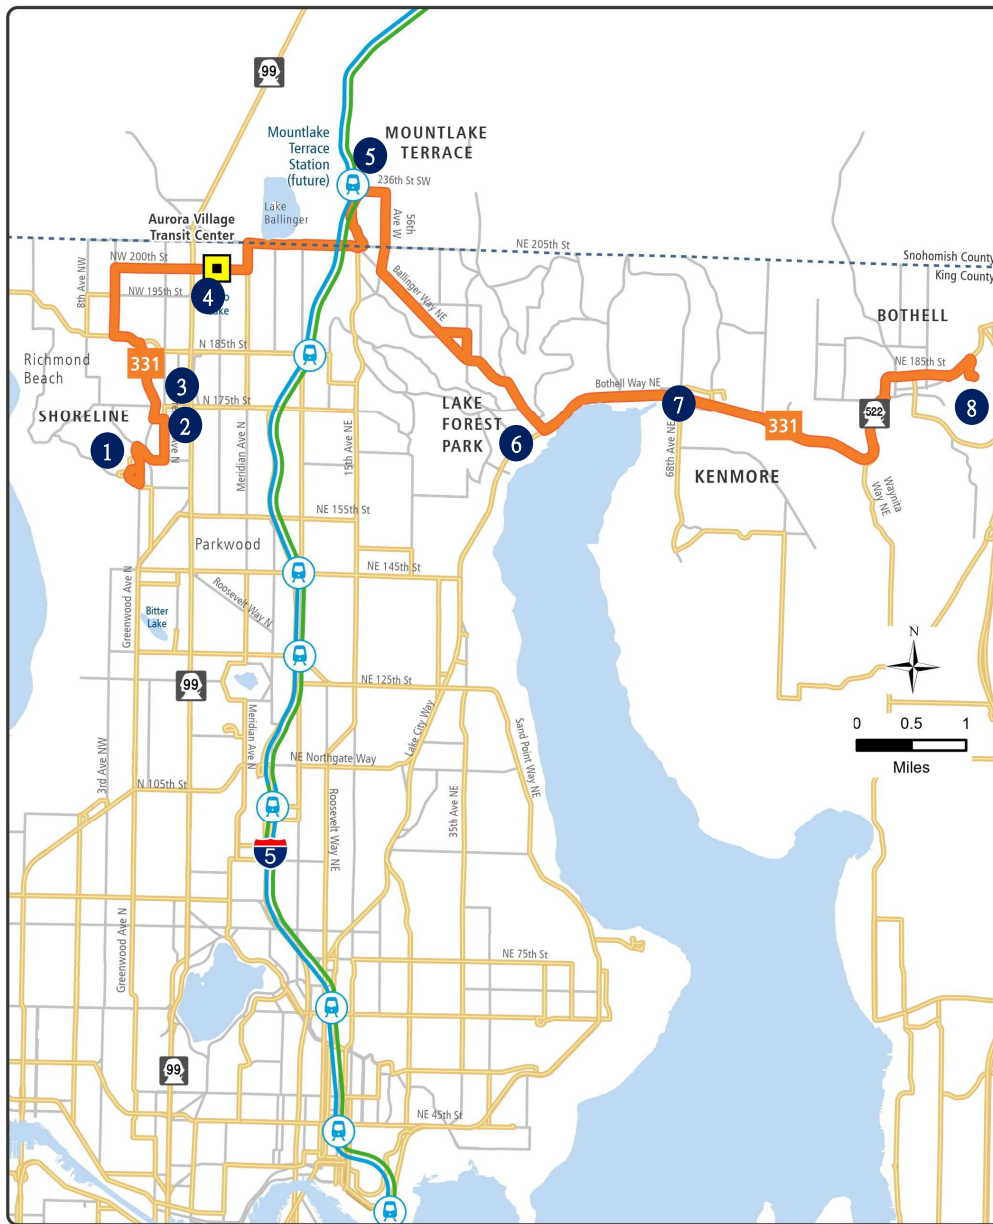 99
Mountlake
Terrace
Station
(future)
5
MOUNTLAKE
TERRACE
236th St SW
56th
Ave W
Lake
Ballinger
Aurora Village
Transit Center
NE 205th St
Snohomish County
King County
NW 200th St
8th Ave NW
NW 195th St
4
Ballinger Way NE
BOTHELL
N 185th St
NE 185th St
Richmond
Beach
331
3
Bothell Way NE
8
SHORELINE
N 175th St
2
LAKE
FOREST
PARK
7
522
331
1
Meridian Ave N
15th Ave NE
6
68th Ave NE
KENMORE
Waynita
Way NE
NE 155th St
Parkwood
NE 145th St
Greenwood Ave N
Roosevelt Way N
Bitter
Lake
N
99
NE 125th St
0 0.5 1
Miles
Meridian Ave N
Lake City Way
Sand Point Way NE
3rd Ave NW
NE Northgate Way
N 105th St
Roosevelt Way NE
35th Ave NE
5
Greenwood Ave N
NE 75th St
99
NE 45th St